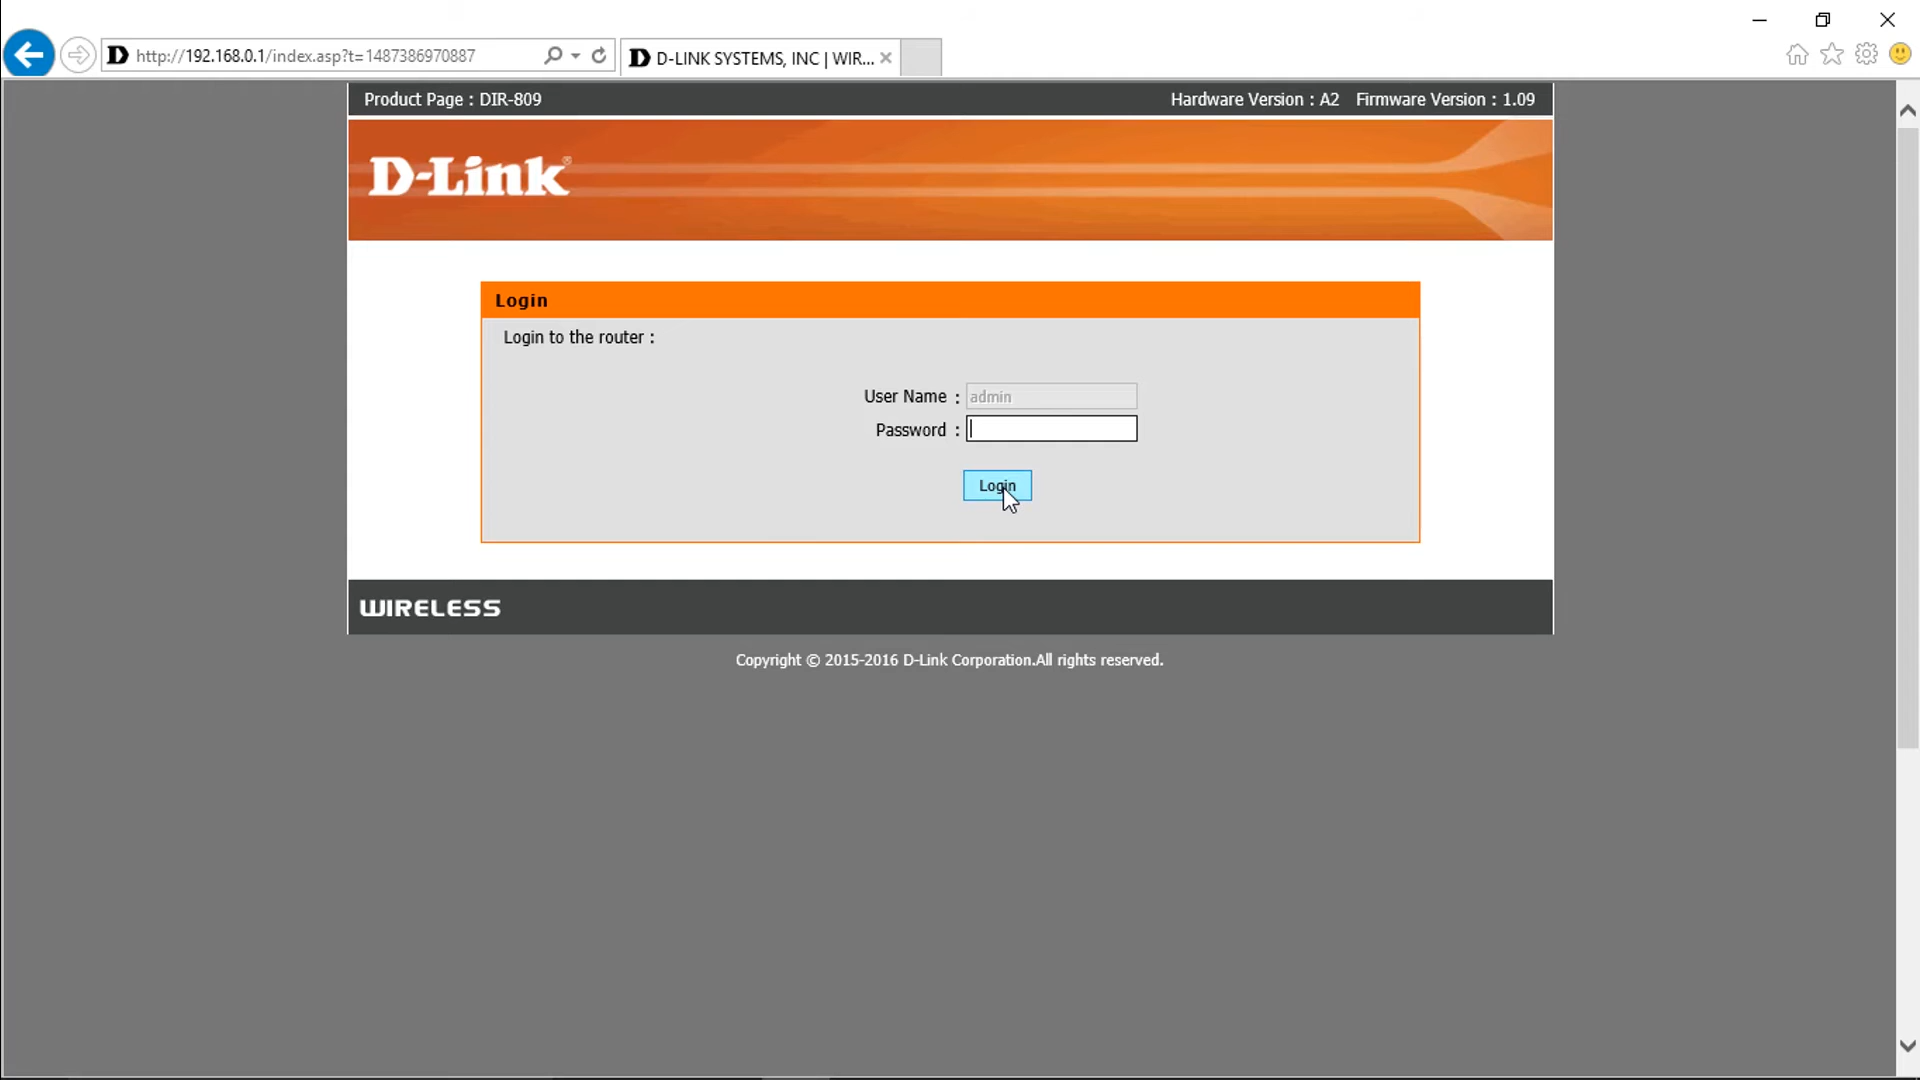 http://192.168.0.1/index.asp?t=1487386970887
D-LINK SYSTEMS, INC | WIR...
Product Page : DIR-809
Hardware Version : A2 Firmware Version : 1.09
D-Link®
Login
Login to the router :
User Name : admin
Password :
Login
WIRELESS
Copyright © 2015-2016 D-Link Corporation.All rights reserved.